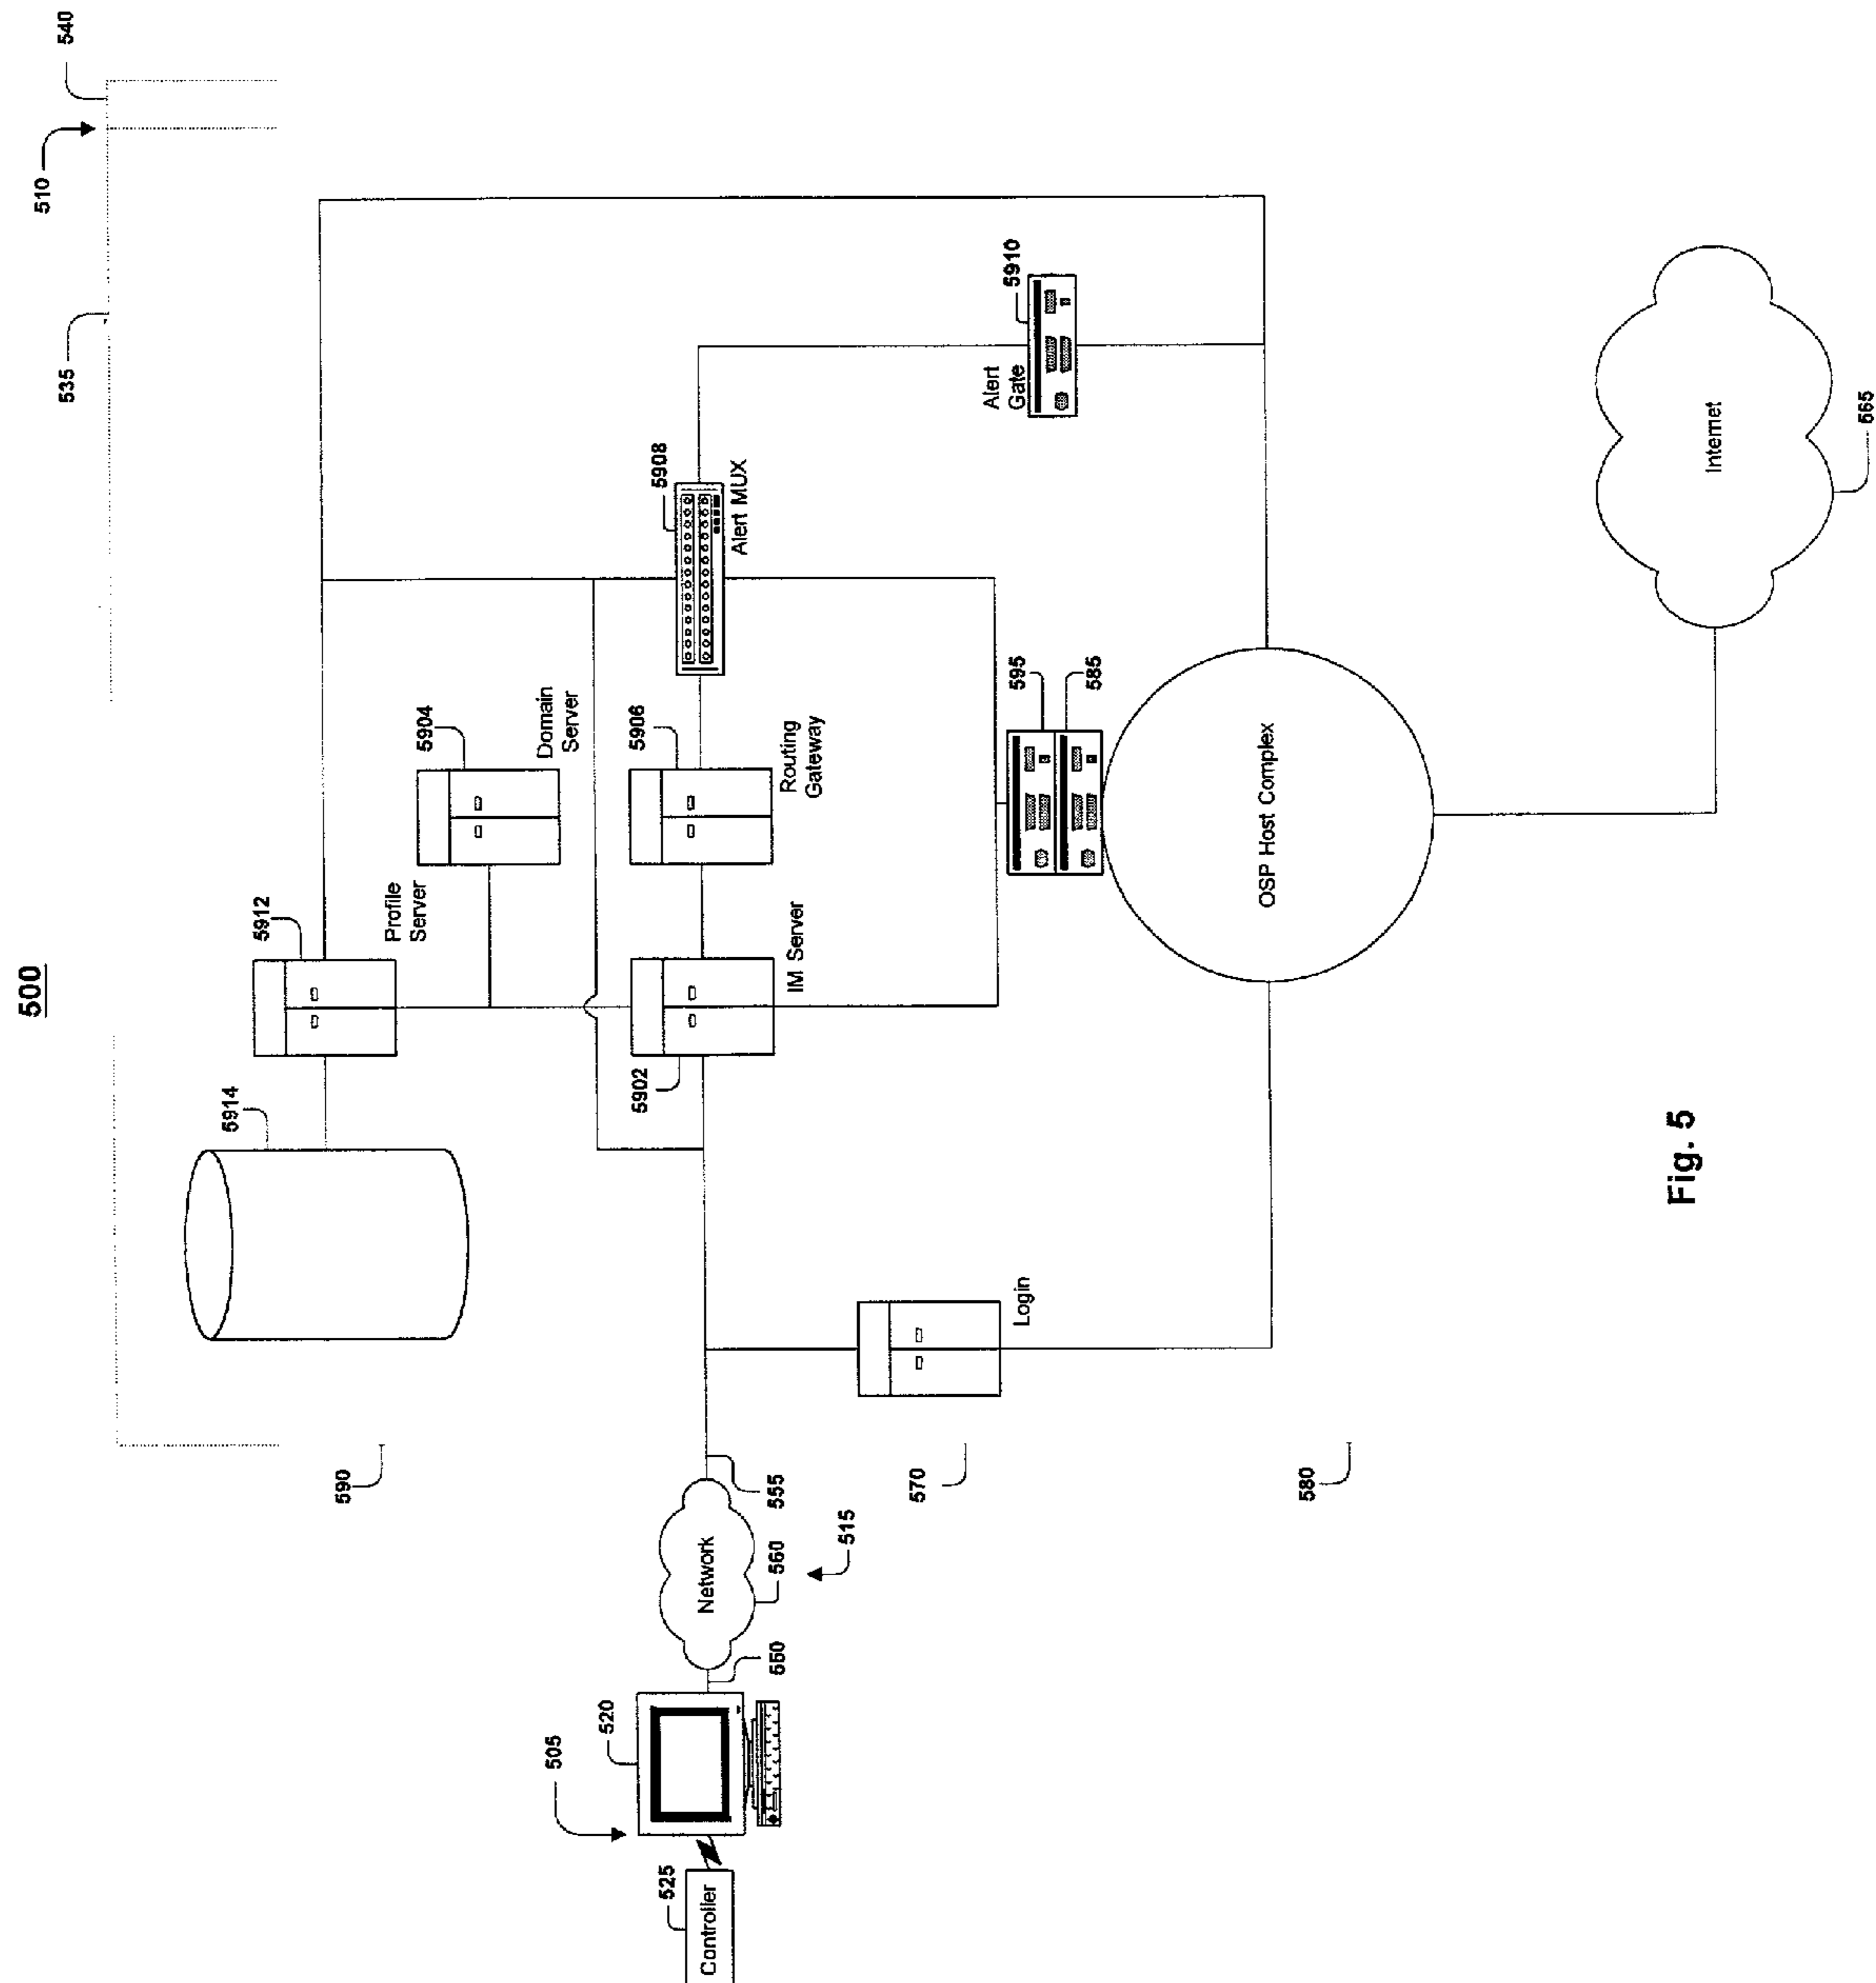 500
510
540
535
5914
5912
590
Profile
Server
5904
Domain
Server
505
520
5902
5906
5908
525
Controller
Network
Alert MUX
550
560
555
Routing
Gateway
IM Server
515
570
Alert
Gate
5910
595
Login
585
OSP Host Complex
580
Fig. 5
Internet
565